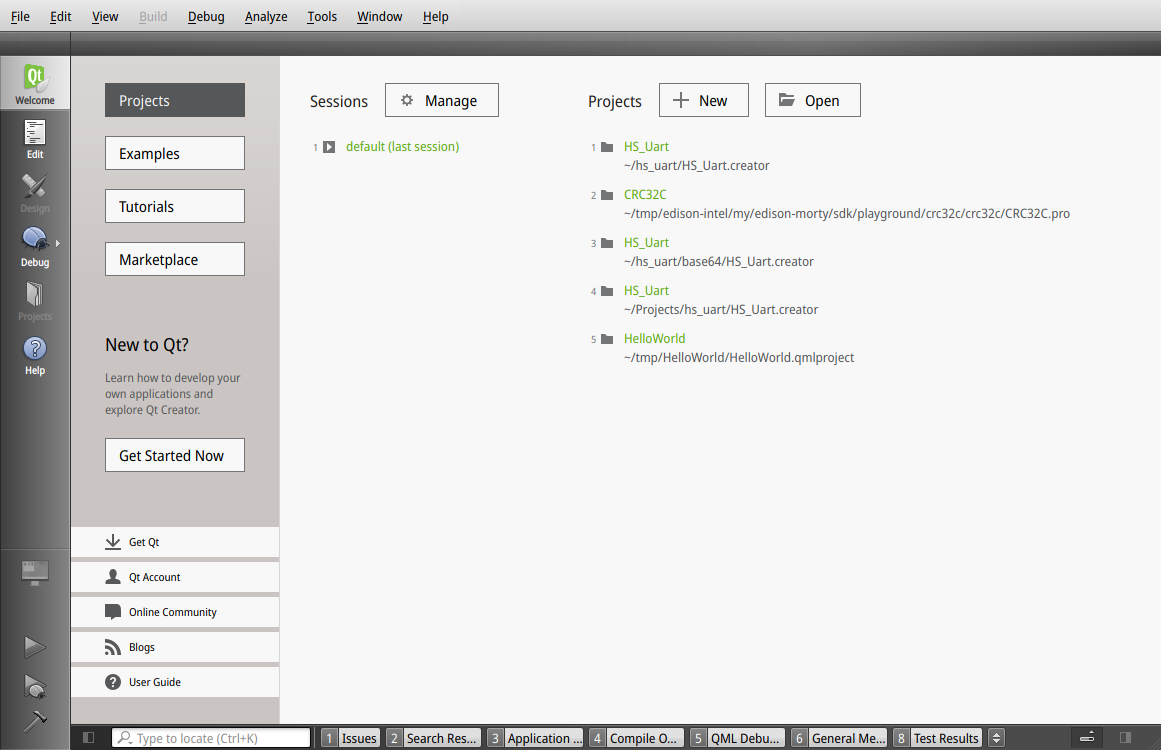 File Edit View Build Debug Analyze Tools Window Help
Qt
Welcome
Edit
Design
Debug
Projects
Help
Projects
Examples
Tutorials
Marketplace
New to Qt?
Learn how to develop your
own applications and
explore Qt Creator.
Get Started Now
Get Qt
Qt Account
Online Community
Blogs
User Guide
Sessions Manage
1 default (last session)
Projects New Open
1 HS_Uart
~/hs_uart/HS_Uart.creator
2 CRC32C
~/tmp/edison-intel/my/edison-morty/sdk/playground/crc32c/crc32c/CRC32C.pro
3 HS_Uart
~/hs_uart/base64/HS_Uart.creator
4 HS_Uart
~/Projects/hs_uart/HS_Uart.creator
5 HelloWorld
~/tmp/HelloWorld/HelloWorld.qmlproject
Type to locate (Ctrl+K) 1 Issues 2 Search Res... 3 Application ... 4 Compile O... 5 QML Debu... 6 General Me... 8 Test Results